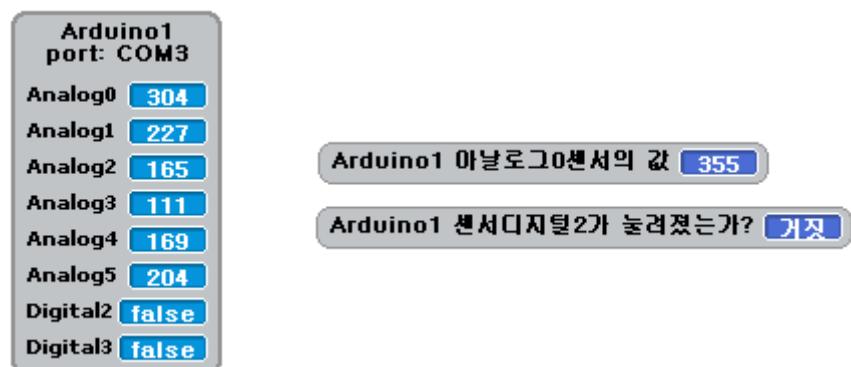 Arduino1
port: COM3
Analog0 304
Analog1 227
Analog2 165
Analog3 111
Analog4 169
Analog5 204
Digital2 false
Digital3 false
Arduino1 아날로그0센서의 값 355
Arduino1 센서디지털2가 눌려졌는가? 거짓